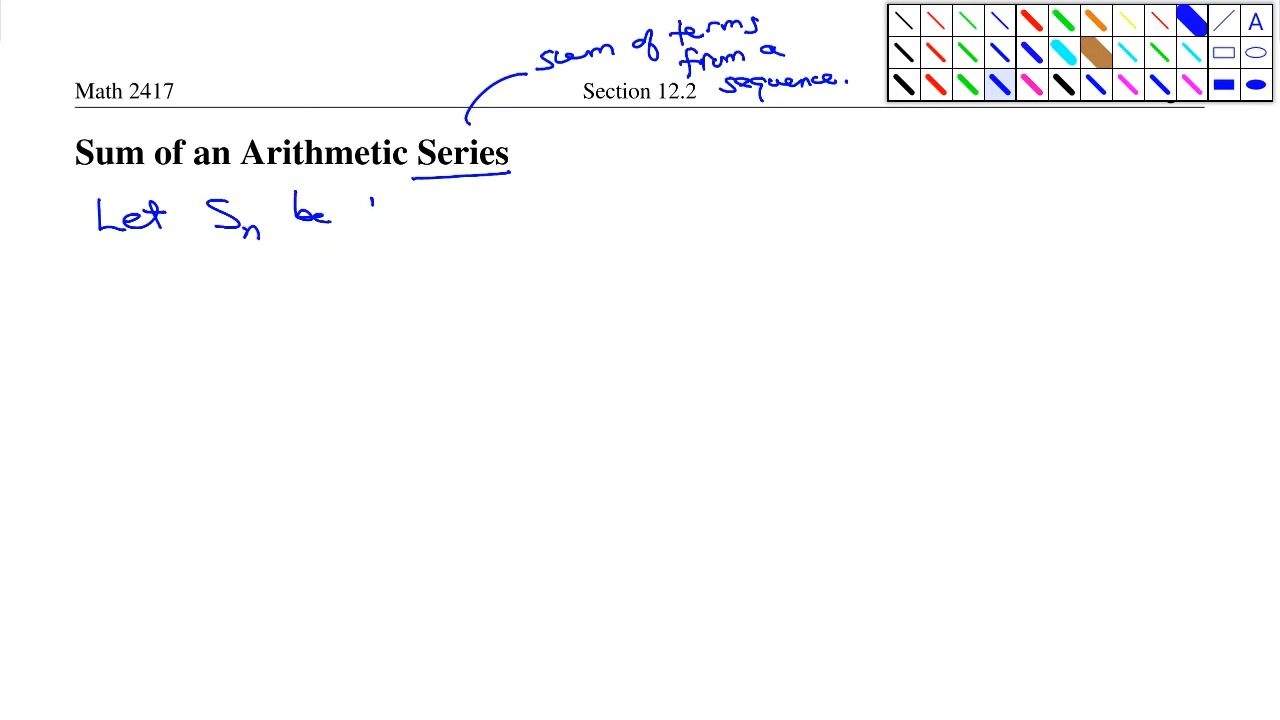 sum of terms
from a
sequence.
Math 2417 Section 12.2
Sum of an Arithmetic Series
Let Sn be
A